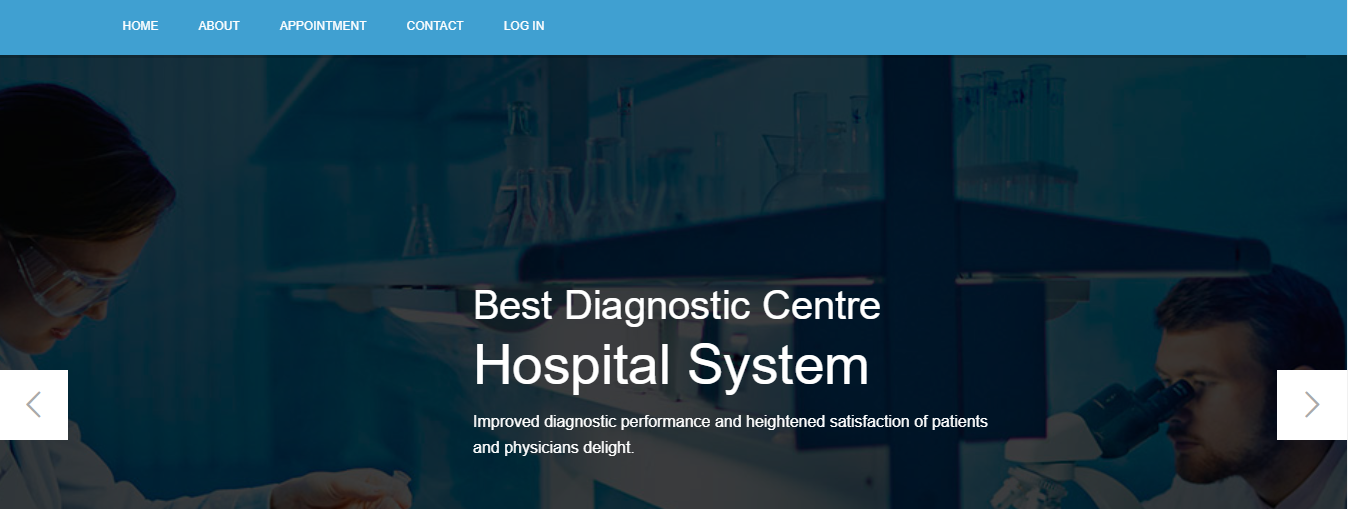 HOME ABOUT APPOINTMENT CONTACT LOG IN
Best Diagnostic Centre
Hospital System
Improved diagnostic performance and heightened satisfaction of patients
and physicians delight.